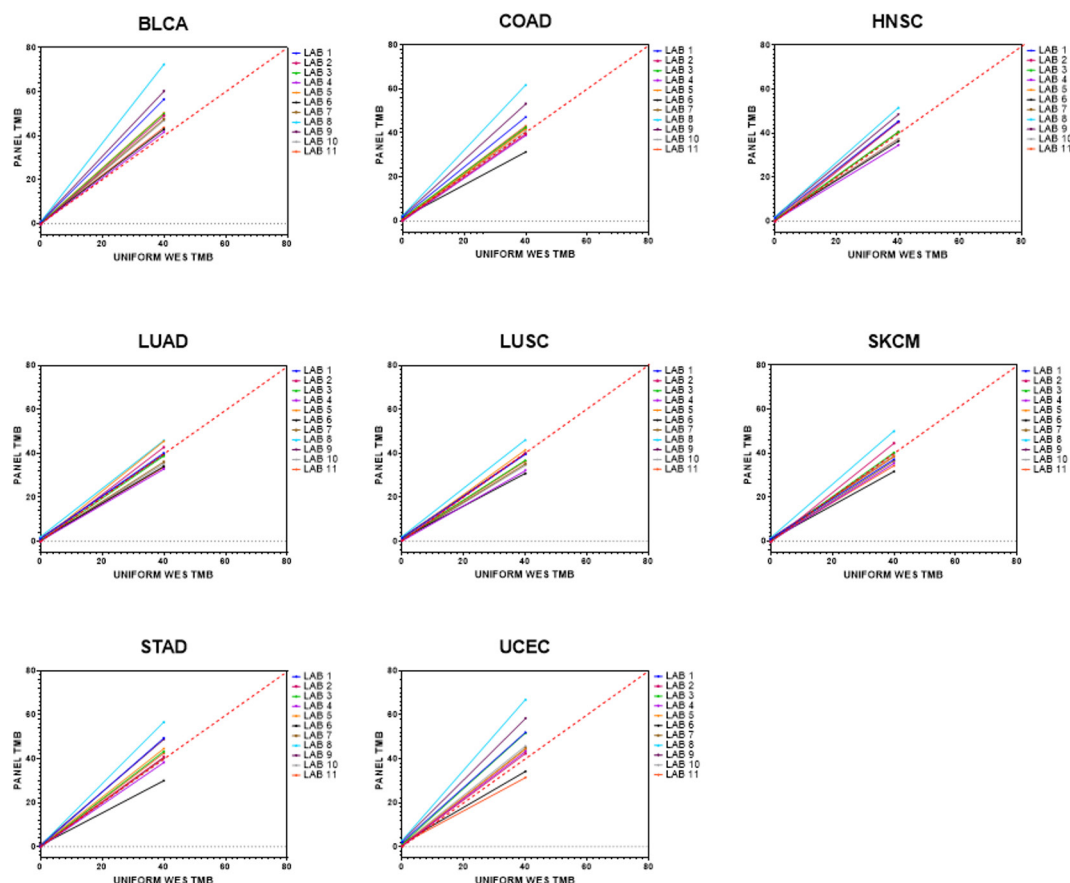 BLCA
80
60
40
20
0
PANEL TMB
0 20 40 60 80
UNIFORM WES TMB
LAB 1
LAB 2
LAB 3
LAB 4
LAB 5
LAB 6
LAB 7
LAB 8
LAB 9
LAB 10
LAB 11
COAD
80
60
40
20
0
PANEL TMB
0 20 40 60 80
UNIFORM WES TMB
LAB 1
LAB 2
LAB 3
LAB 4
LAB 5
LAB 6
LAB 7
LAB 8
LAB 9
LAB 10
LAB 11
HNSC
80
60
40
20
0
PANEL TMB
0 20 40 60 80
UNIFORM WES TMB
LAB 1
LAB 2
LAB 3
LAB 4
LAB 5
LAB 6
LAB 7
LAB 8
LAB 9
LAB 10
LAB 11
LUAD
80
60
40
20
0
PANEL TMB
0 20 40 60 80
UNIFORM WES TMB
LAB 1
LAB 2
LAB 3
LAB 4
LAB 5
LAB 6
LAB 7
LAB 8
LAB 9
LAB 10
LAB 11
LUSC
80
60
40
20
0
PANEL TMB
0 20 40 60 80
UNIFORM WES TMB
LAB 1
LAB 2
LAB 3
LAB 4
LAB 5
LAB 6
LAB 7
LAB 8
LAB 9
LAB 10
LAB 11
SKCM
80
60
40
20
0
PANEL TMB
0 20 40 60 80
UNIFORM WES TMB
LAB 1
LAB 2
LAB 3
LAB 4
LAB 5
LAB 6
LAB 7
LAB 8
LAB 9
LAB 10
LAB 11
STAD
80
60
40
20
0
PANEL TMB
0 20 40 60 80
UNIFORM WES TMB
LAB 1
LAB 2
LAB 3
LAB 4
LAB 5
LAB 6
LAB 7
LAB 8
LAB 9
LAB 10
LAB 11
UCEC
80
60
40
20
0
PANEL TMB
0 20 40 60 80
UNIFORM WES TMB
LAB 1
LAB 2
LAB 3
LAB 4
LAB 5
LAB 6
LAB 7
LAB 8
LAB 9
LAB 10
LAB 11